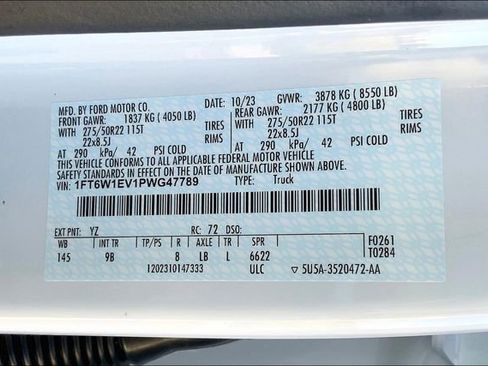 MFD. BY FORD MOTOR CO.
DATE: 10/23 GVWR: 3878 KG ( 8550 LB)
FRONT GAWR: 1837 KG ( 4050 LB) REAR GAWR: 2177 KG ( 4800 LB)
WITH 275/50R22 115T TIRES WITH 275/50R22 115T TIRES
22x8.5J RIMS 22x8.5J RIMS
AT 290 kPa/ 42 PSI COLD AT 290 kPa/ 42 PSI COLD
THIS VEHICLE CONFORMS TO ALL APPLICABLE FEDERAL MOTOR VEHICLE
SAFETY STANDARDS IN EFFECT ON THE DATE OF MANUFACTURE SHOWN ABOVE.
VIN: 1FT6W1EV1PWG47789 TYPE: Truck
EXT PNT: YZ RC: 72 DSO: F0261
WB TP/PS R AXLE TR SPR T0284
145 9B 8 LB L 6622
1202310147333 ULC ▽ 5U5A-3520472-AA